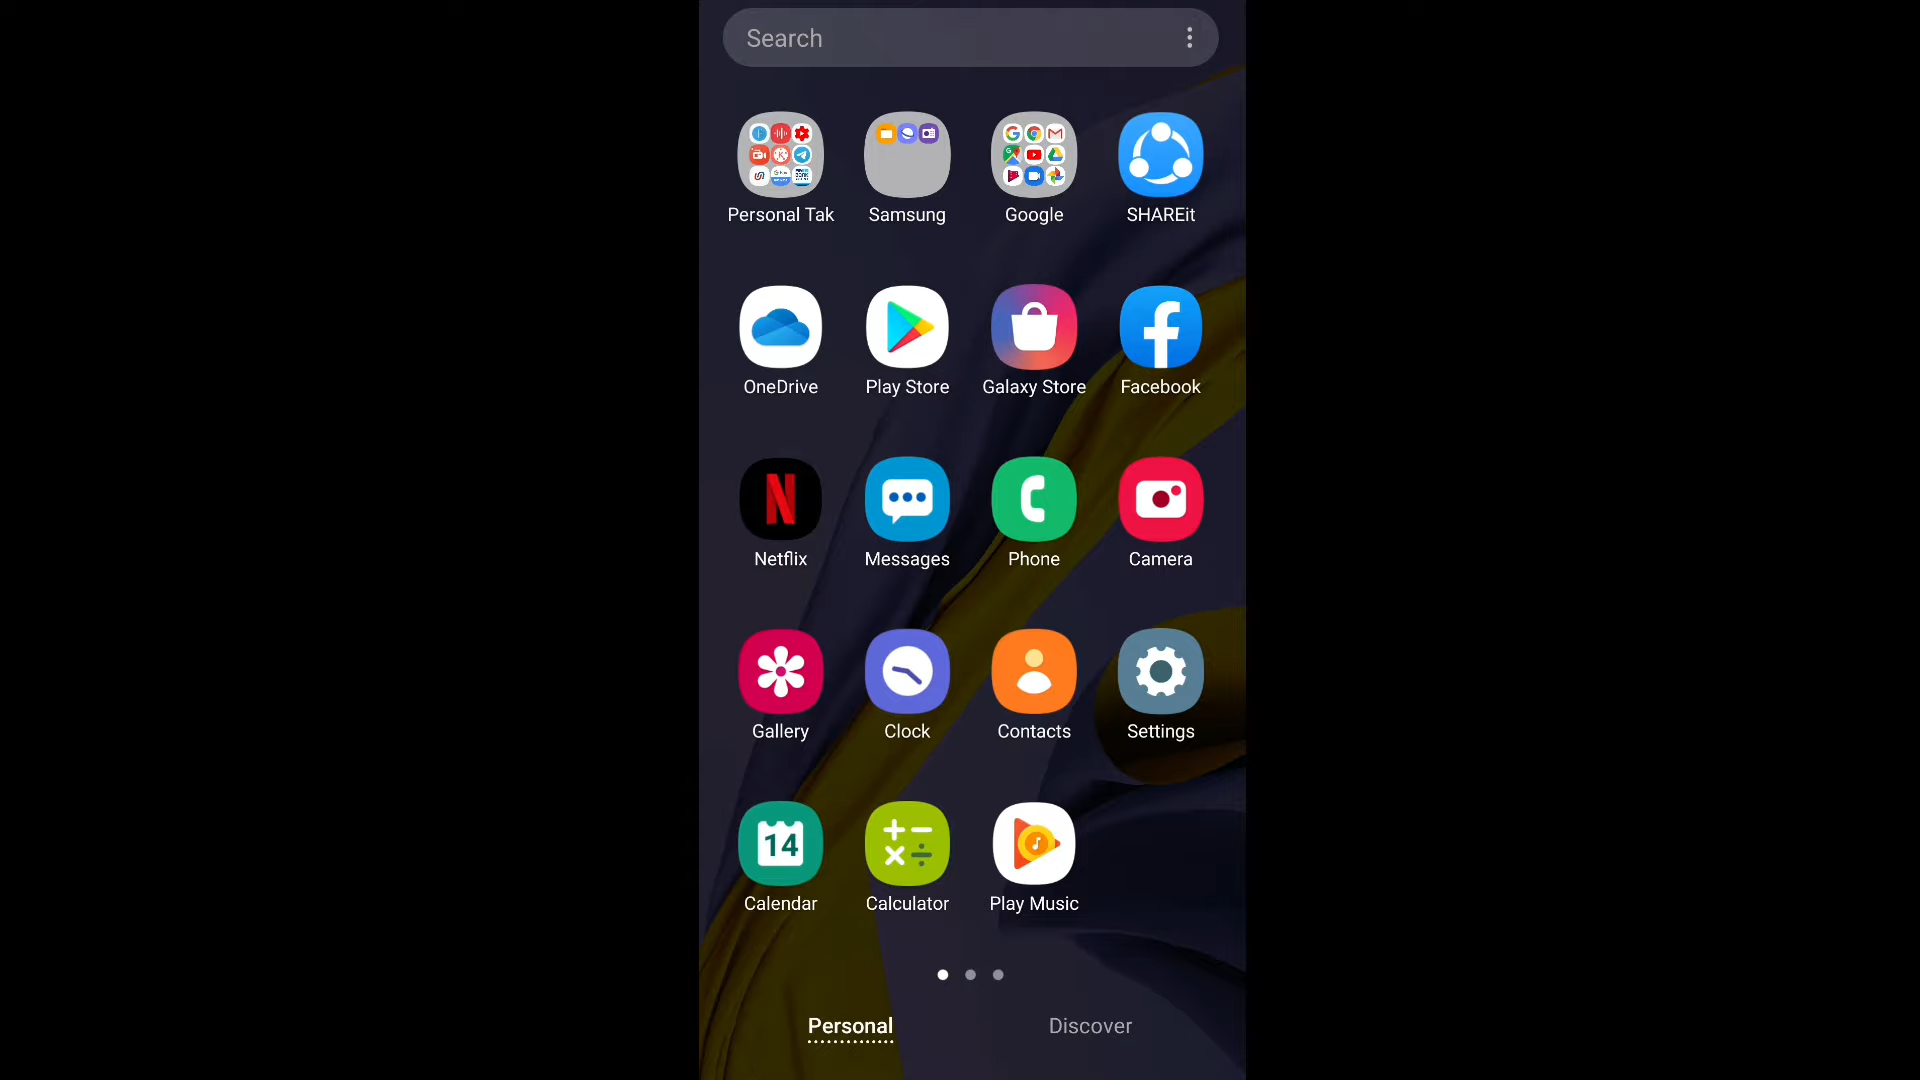 Search
Personal Tak
Samsung
Google
SHAREit
OneDrive
Play Store
Galaxy Store
Facebook
N
Netflix
Messages
Phone
Camera
Gallery
Clock
Contacts
Settings
14
Calendar
Calculator
Play Music
Personal
Discover